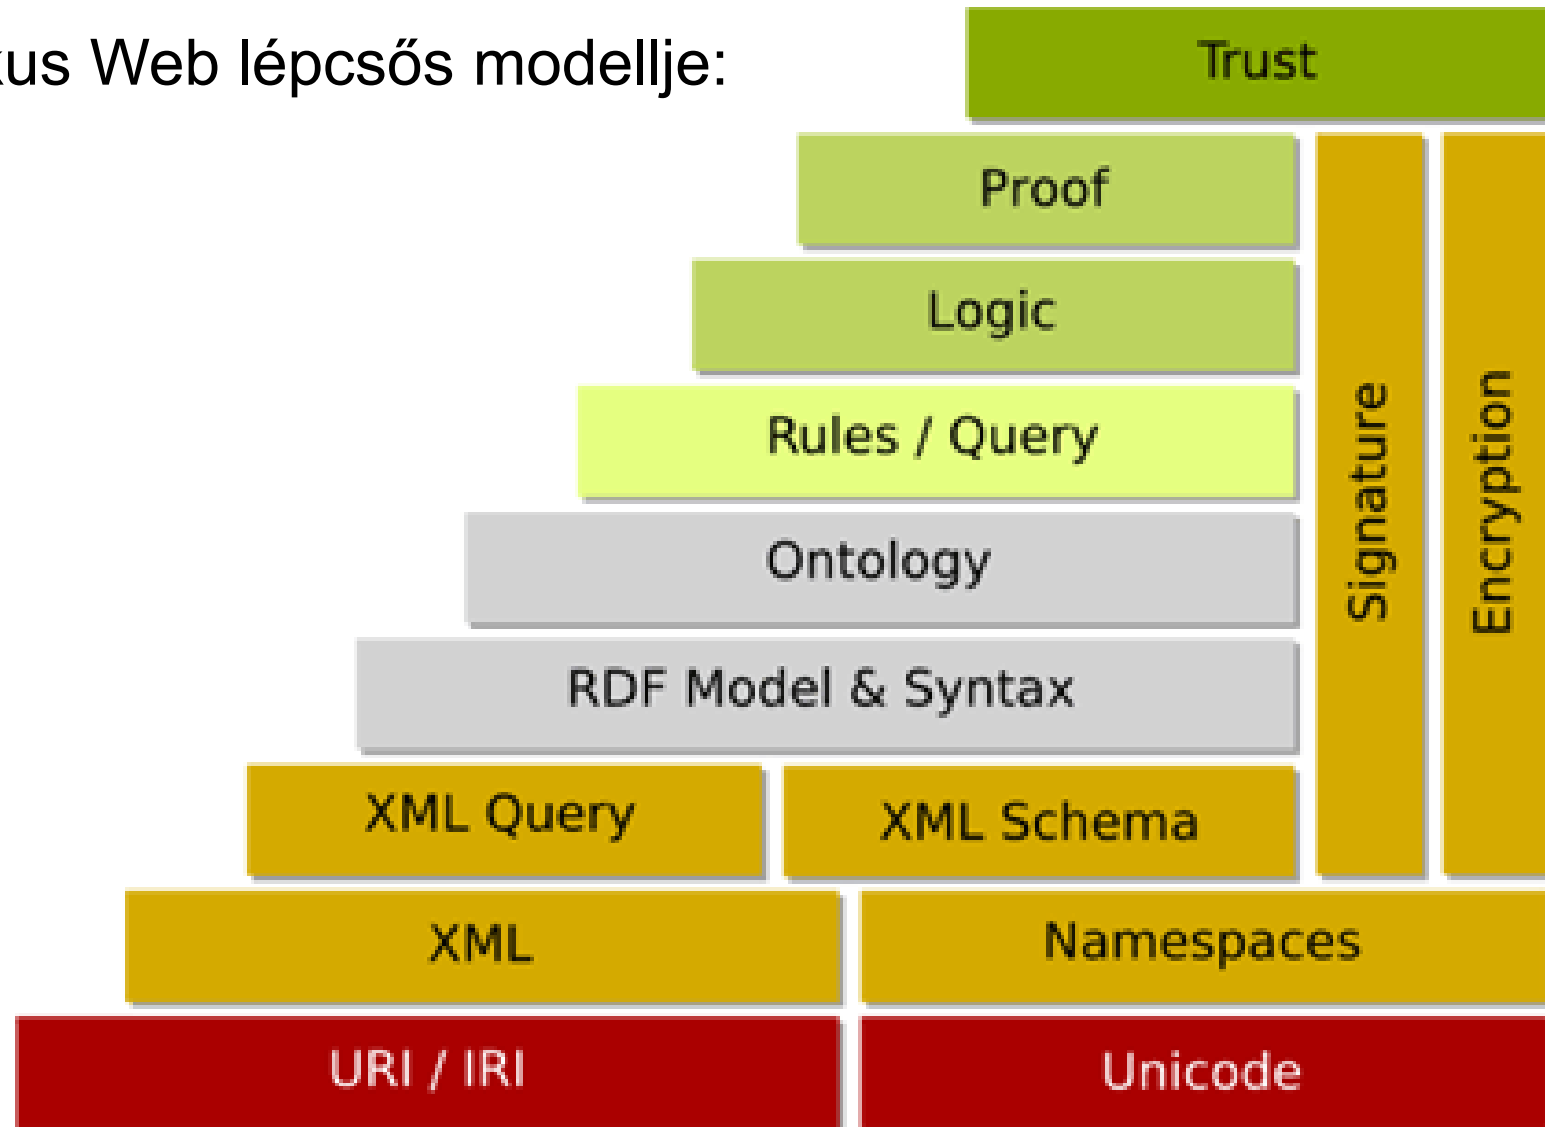 kus Web lépcsős modellje:
Trust
Proof
Logic
Rules / Query
Ontology
RDF Model & Syntax
Signature
Encryption
XML Query
XML Schema
XML
Namespaces
URI / IRI
Unicode